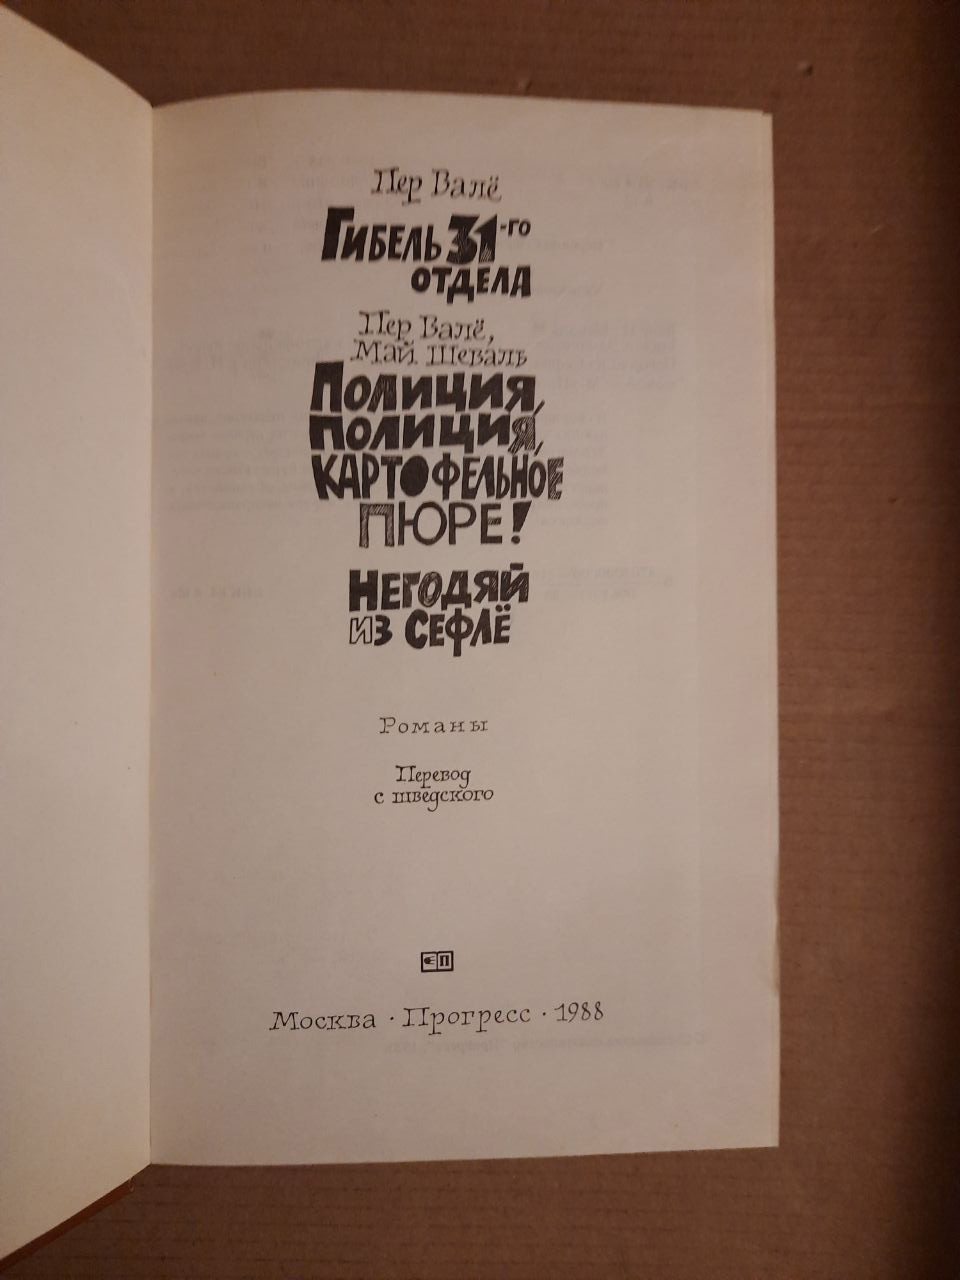 Пер Валё
Гибель 31-го
отдела
Пер Валё,
Май Шеваль
Полиция,
полиция,
картофельное
пюре!
Негодяй
из Сефлё
Романы
Перевод
с шведского
П
Москва · Прогресс · 1988